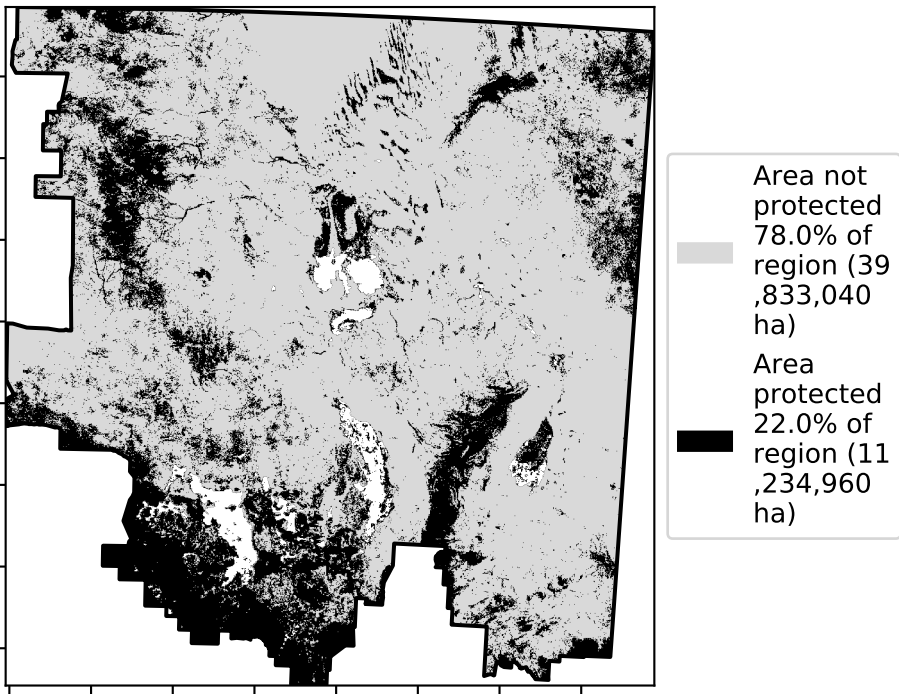 Area not
protected
78.0% of
region (39
,833,040
ha)
Area
protected
22.0% of
region (11
,234,960
ha)